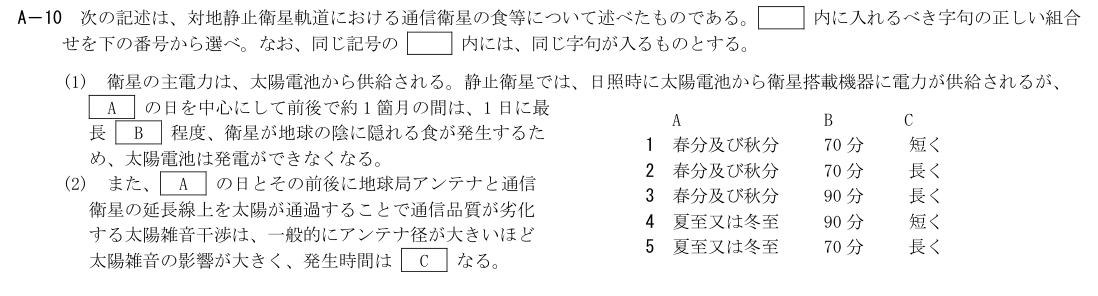 A－10 次の記述は、対地静止衛星軌道における通信衛星の食等について述べたものである。 内に入れるべき字句の正しい組合
せを下の番号から選べ。なお、同じ記号の 内には、同じ字句が入るものとする。
(1) 衛星の主電力は、太陽電池から供給される。静止衛星では、日照時に太陽電池から衛星搭載機器に電力が供給されるが、
A の日を中心にして前後で約1箇月の間は、1日に最
長 B 程度、衛星が地球の陰に隠れる食が発生するた
め、太陽電池は発電ができなくなる。
(2) また、 A の日とその前後に地球局アンテナと通信
衛星の延長線上を太陽が通過することで通信品質が劣化
する太陽雑音干渉は、一般的にアンテナ径が大きいほど
太陽雑音の影響が大きく、発生時間は C なる。
A B C
1 春分及び秋分 70分 短く
2 春分及び秋分 70分 長く
3 春分及び秋分 90分 長く
4 夏至又は冬至 90分 短く
5 夏至又は冬至 70分 長く